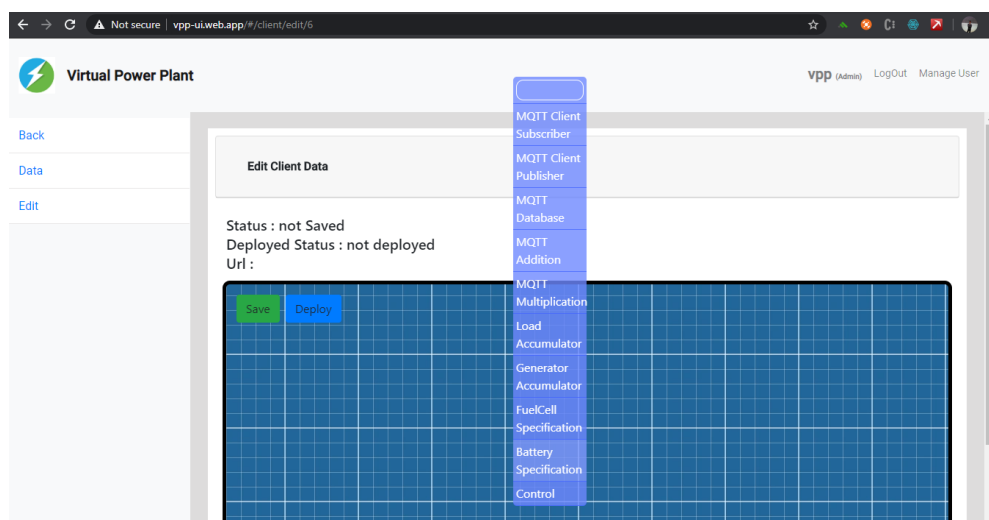 Not secure | vpp-ui.web.app/#/client/edit/6
Virtual Power Plant
vpp (Admin) LogOut Manage User
Back
Data
Edit
Edit Client Data
Status : not Saved
Deployed Status : not deployed
Url :
Save Deploy
MQTT Client
Subscriber
MQTT Client
Publisher
MQTT
Database
MQTT
Addition
MQTT
Multiplication
Load
Accumulator
Generator
Accumulator
FuelCell
Specification
Battery
Specification
Control